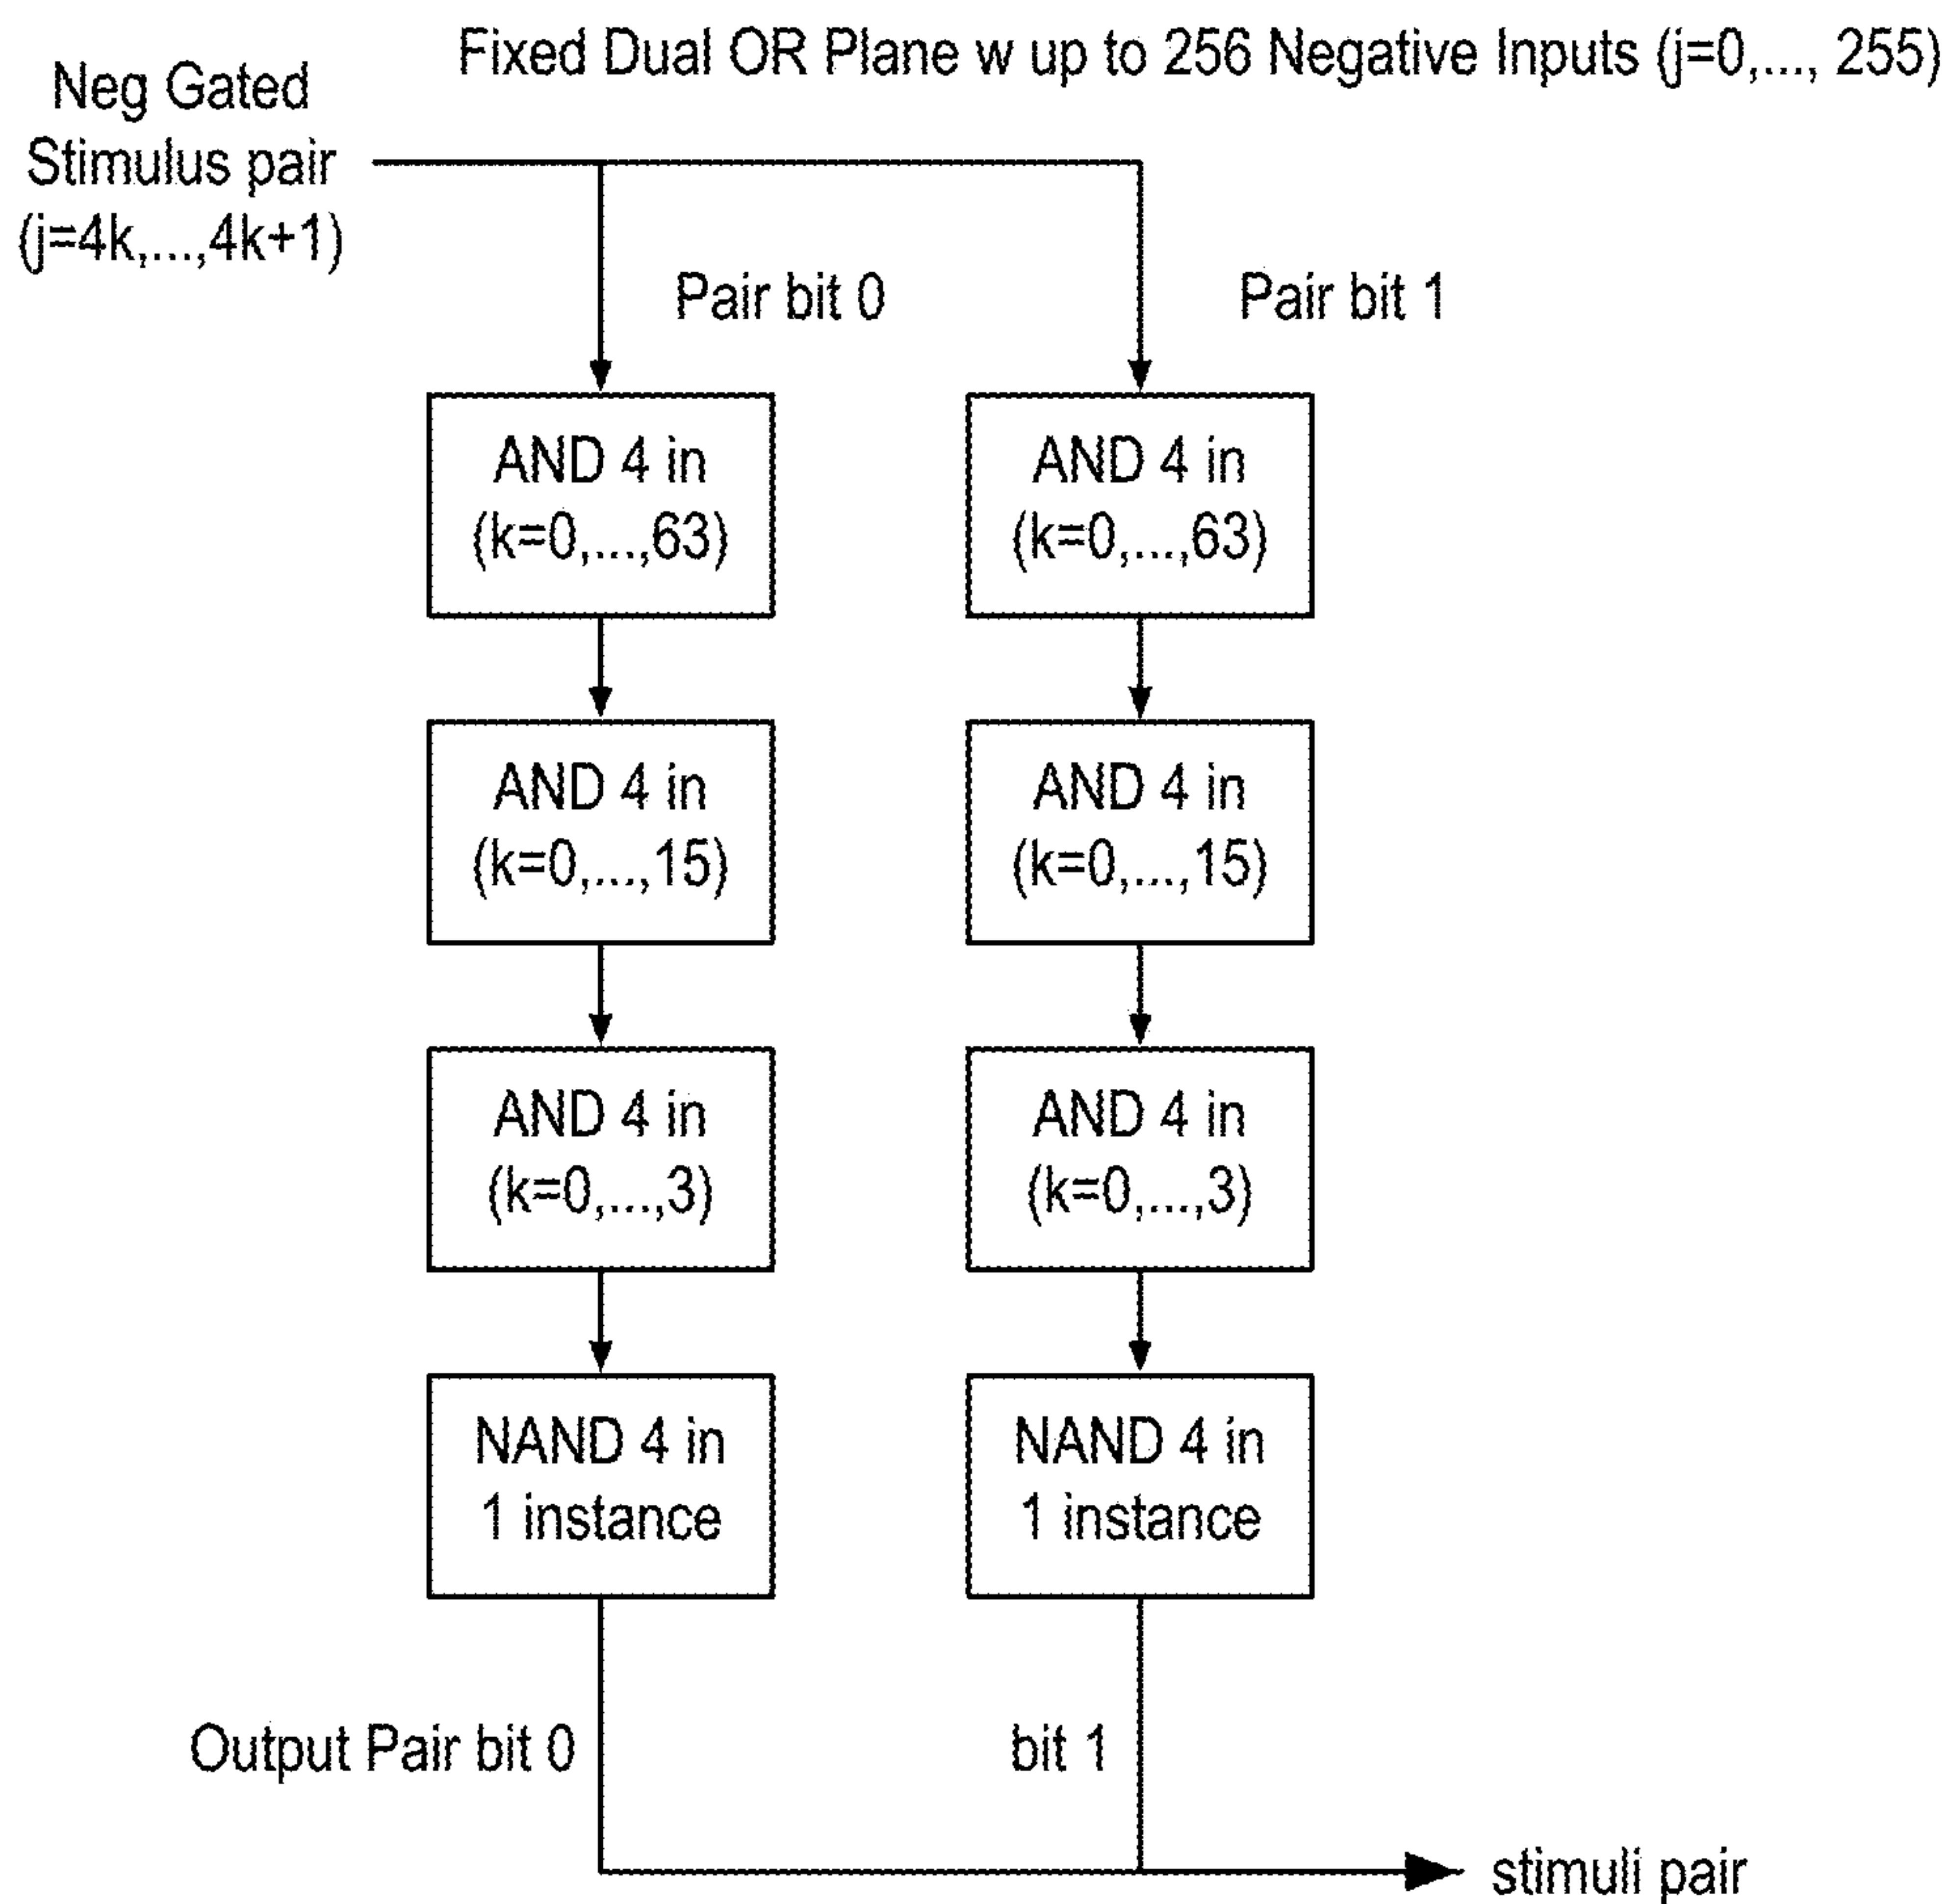 Fixed Dual OR Plane w up to 256 Negative Inputs (j=0,..., 255)
Neg Gated
Stimulus pair
(j=4k,...,4k+1)
Pair bit 0
Pair bit 1
AND 4 in
(k=0,...,63)
AND 4 in
(k=0,...,63)
AND 4 in
(k=0,...,15)
AND 4 in
(k=0,...,15)
AND 4 in
(k=0,...,3)
AND 4 in
(k=0,...,3)
NAND 4 in
1 instance
NAND 4 in
1 instance
Output Pair bit 0
bit 1
stimuli pair